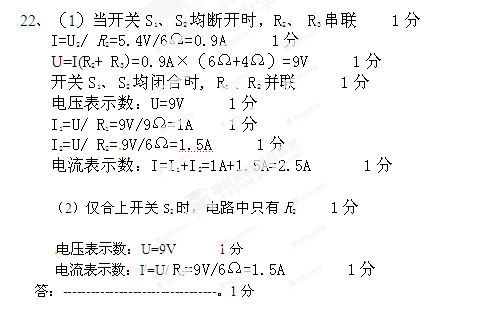 22、（1）当开关 S₁、S₂均断开时，R₂、R₃串联 1分
I=U₂/ R₂=5.4V/6Ω=0.9A 1分
U=I(R₂+ R₃)=0.9A×（6Ω+4Ω）=9V 1分
开关S₁、S₂均闭合时, R₁ 、R₂并联 1分
电压表示数：U=9V 1分
I₁=U/ R₁=9V/9Ω=1A 1分
I₂=U/ R₂=.9V/6Ω=1.5A 1分
电流表示数：I=I₁+I₂=1A+1.5A=2.5A 1分
（2）仅合上开关S₂时，电路中只有R₂ 1分
电压表示数：U=9V 1分
电流表示数：I=U/ R₂=9V/6Ω=1.5A 1分
答：---------------------------------。1分